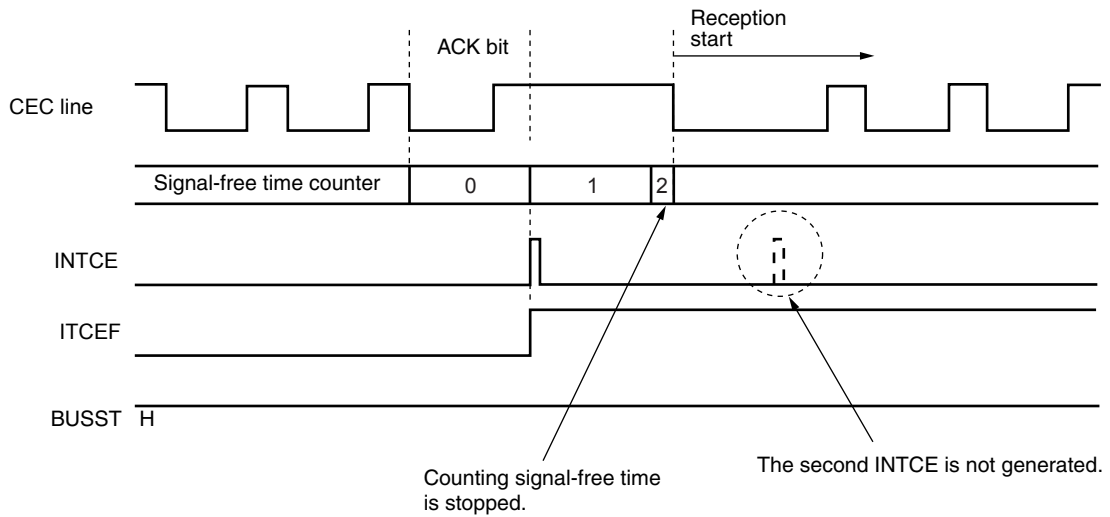 Reception
start
ACK bit
CEC line
Signal-free time counter
0
1
2
INTCE
ITCEF
BUSST H
Counting signal-free time
is stopped.
The second INTCE is not generated.